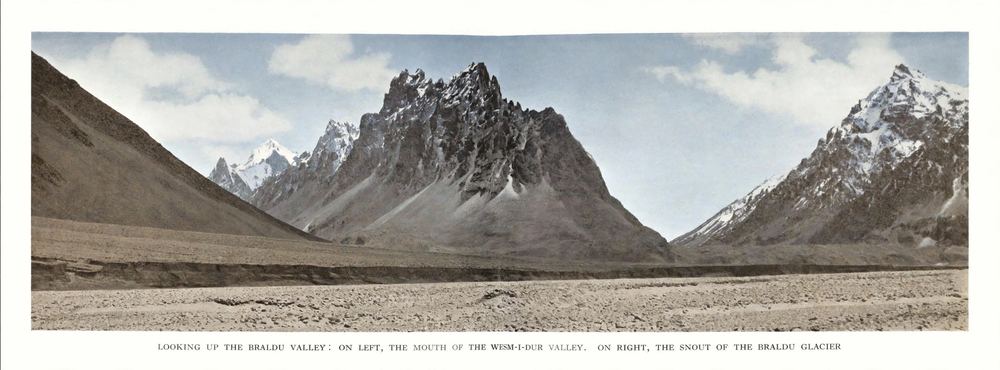 LOOKING UP THE BRALDU VALLEY: ON LEFT, THE MOUTH OF THE WESM-I-DUR VALLEY. ON RIGHT, THE SNOUT OF THE BRALDU GLACIER